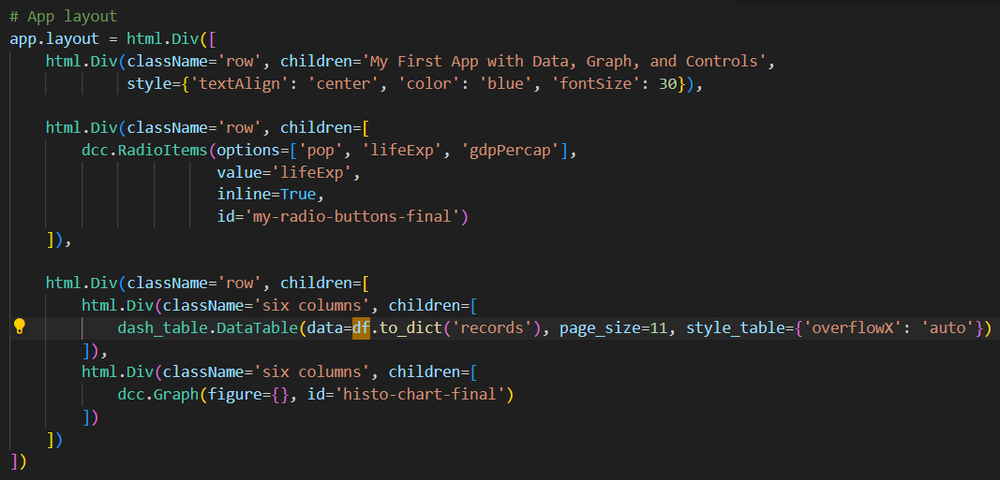 # App layout
app.layout = html.Div([
    html.Div(className='row', children='My First App with Data, Graph, and Controls',
             style={'textAlign': 'center', 'color': 'blue', 'fontSize': 30}),

    html.Div(className='row', children=[
        dcc.RadioItems(options=['pop', 'lifeExp', 'gdpPercap'],
                       value='lifeExp',
                       inline=True,
                       id='my-radio-buttons-final')
    ]),

    html.Div(className='row', children=[
        html.Div(className='six columns', children=[
            dash_table.DataTable(data=df.to_dict('records'), page_size=11, style_table={'overflowX': 'auto'})
        ]),
        html.Div(className='six columns', children=[
            dcc.Graph(figure={}, id='histo-chart-final')
        ])
    ])
])